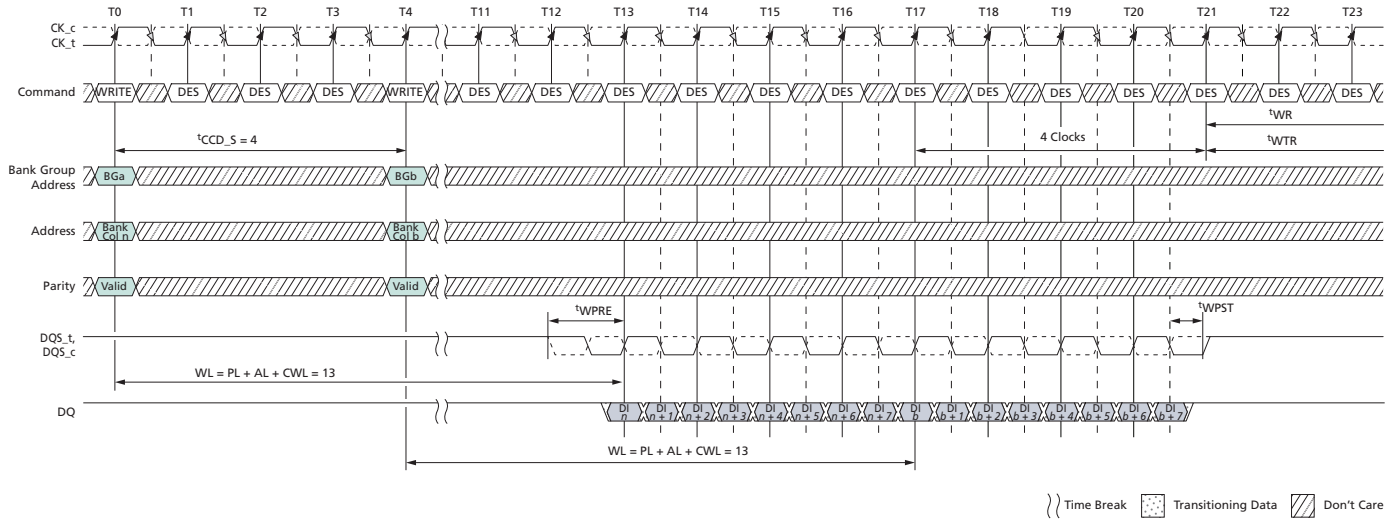 T0 T1 T2 T3 T4 T11 T12 T13 T14 T15 T16 T17 T18 T19 T20 T21 T22 T23
CK_c
CK_t
Command WRITE DES DES DES WRITE DES DES DES DES DES DES DES DES DES DES DES DES DES
tWR
tCCD_S = 4 4 Clocks tWTR
Bank Group
Address BGa BGb
Address Bank
Col n Bank
Col b
Parity Valid Valid
tWPRE tWPST
DQS_t,
DQS_c
WL = PL + AL + CWL = 13
DQ DI
n DI
n + 1 DI
n + 2 DI
n + 3 DI
n + 4 DI
n + 5 DI
n + 6 DI
n + 7 DI
b DI
b + 1 DI
b + 2 DI
b + 3 DI
b + 4 DI
b + 5 DI
b + 6 DI
b + 7
WL = PL + AL + CWL = 13
Time Break Transitioning Data Don't Care